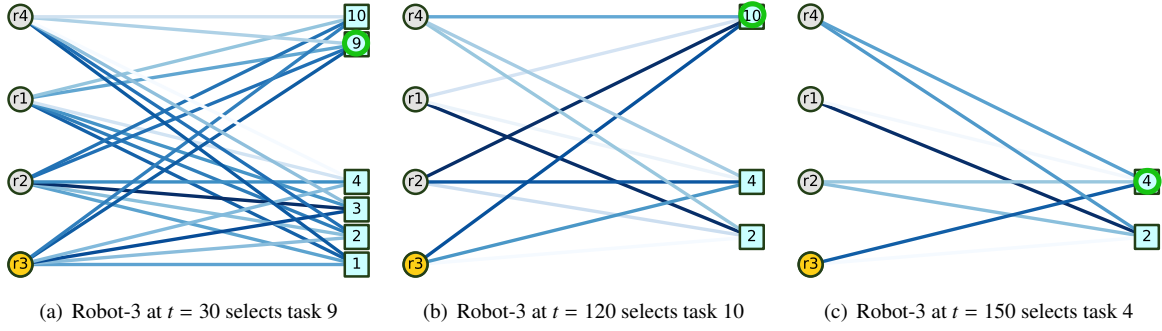 r4
r1
r2
r3
10
9
4
3
2
1
r4
r1
r2
r3
10
4
2
r4
r1
r2
r3
4
2
(a) Robot-3 at t = 30 selects task 9
(b) Robot-3 at t = 120 selects task 10
(c) Robot-3 at t = 150 selects task 4